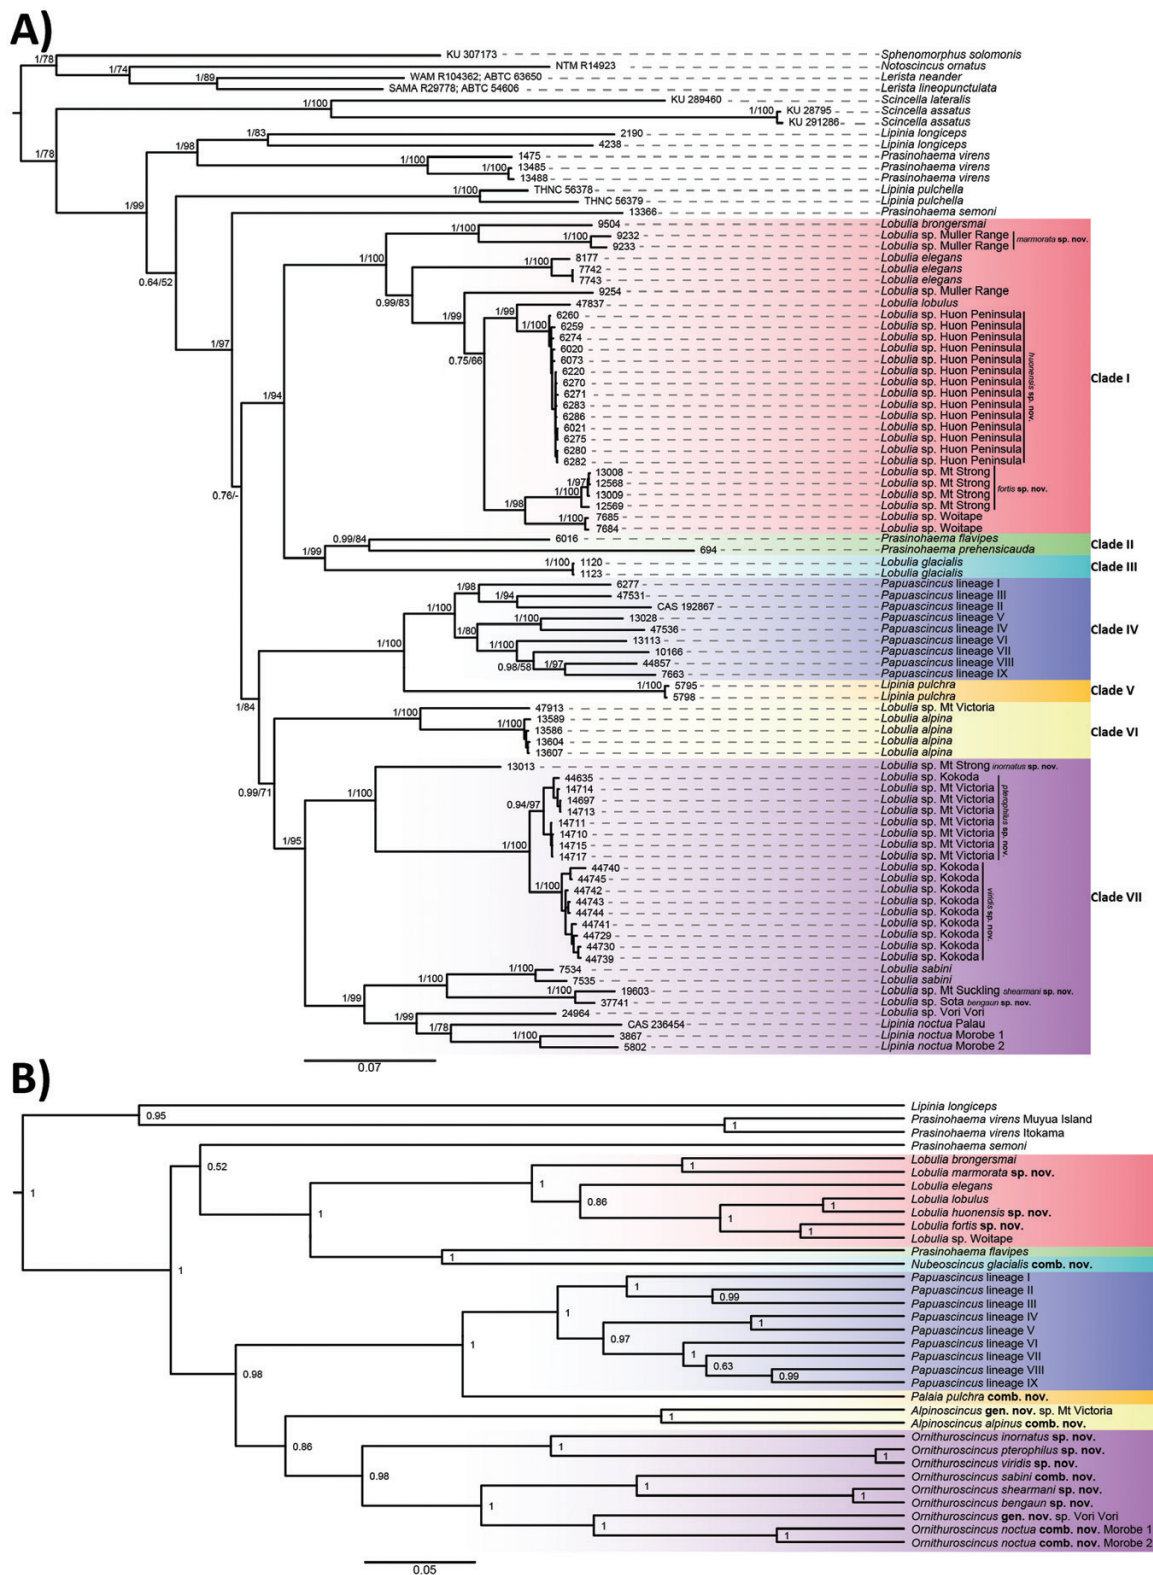 A)
1/78 KU 307173 Sphenomorphus solomonis
1/74 NTM R14923 Notoscincus ornatus
1/89 WAM R104362; ABTC 63650 Lerista neander
SAMA R29778; ABTC 54606 Lerista lineopunctulata
1/100 KU 289460 Scincella lateralis
1/100 KU 28795 Scincella assatus
KU 291286 Scincella assatus
1/83 2190 Lipinia longiceps
1/98 4238 Lipinia longiceps
1/78 1/100 1475 Prasinohaema virens
1/100 13485 Prasinohaema virens
13488 Prasinohaema virens
1/100 THNC 56378 Lipinia pulchella
1/99 THNC 56379 Lipinia pulchella
13366 Prasinohaema semoni
1/100 9504 Lobulia brongersmai
1/100 9232 Lobulia sp. Muller Range marmorata sp. nov.
1/100 9233 Lobulia sp. Muller Range
1/100 8177 Lobulia elegans
7742 Lobulia elegans
0.64/52 0.99/83 7743 Lobulia elegans
9254 Lobulia sp. Muller Range
1/99 47837 Lobulia lobulus
6260 Lobulia sp. Huon Peninsula
1/100 6259 Lobulia sp. Huon Peninsula
1/99 6274 Lobulia sp. Huon Peninsula
1/97 6020 Lobulia sp. Huon Peninsula
0.75/66 6073 Lobulia sp. Huon Peninsula
6220 Lobulia sp. Huon Peninsula
6270 Lobulia sp. Huon Peninsula
6271 Lobulia sp. Huon Peninsula
6283 Lobulia sp. Huon Peninsula
6286 Lobulia sp. Huon Peninsula
6021 Lobulia sp. Huon Peninsula
6275 Lobulia sp. Huon Peninsula
6280 Lobulia sp. Huon Peninsula
6282 Lobulia sp. Huon Peninsula
huonensis sp. nov.
Clade I
1/94
0.76/-
13008 Lobulia sp. Mt Strong
1/97 12568 Lobulia sp. Mt Strong
1/100 13009 Lobulia sp. Mt Strong
12569 Lobulia sp. Mt Strong
fortis sp. nov.
1/98 1/100 7685 Lobulia sp. Woitape
7684 Lobulia sp. Woitape
0.99/84 6016 Prasinohaema flavipes
694 Prasinohaema prehensicauda
Clade II
1/99 1/100 1120 Lobulia glacialis
1123 Lobulia glacialis
Clade III
1/98 6277 Papuascincus lineage I
1/94 47531 Papuascincus lineage III
1/100 CAS 192867 Papuascincus lineage II
1/100 13028 Papuascincus lineage V
1/80 47536 Papuascincus lineage IV
1/100 1/100 13113 Papuascincus lineage VI
10166 Papuascincus lineage VII
0.98/58 1/97 44857 Papuascincus lineage VIII
7663 Papuascincus lineage IX
Clade IV
1/100 5795 Lipinia pulchra
5798 Lipinia pulchra
Clade V
1/84
1/100 47913 Lobulia sp. Mt Victoria
13589 Lobulia alpina
1/100 13586 Lobulia alpina
13604 Lobulia alpina
13607 Lobulia alpina
Clade VI
0.99/71
13013 Lobulia sp. Mt Strong inornatus sp. nov.
44635 Lobulia sp. Kokoda
1/100 14714 Lobulia sp. Mt Victoria
0.94/97 14697 Lobulia sp. Mt Victoria
14713 Lobulia sp. Mt Victoria
14711 Lobulia sp. Mt Victoria
1/95 14710 Lobulia sp. Mt Victoria
1/100 14715 Lobulia sp. Mt Victoria
14717 Lobulia sp. Mt Victoria
pterophilus sp. nov.
44740 Lobulia sp. Kokoda
44745 Lobulia sp. Kokoda
1/100 44742 Lobulia sp. Kokoda
44743 Lobulia sp. Kokoda
44744 Lobulia sp. Kokoda
44741 Lobulia sp. Kokoda
44729 Lobulia sp. Kokoda
44730 Lobulia sp. Kokoda
44739 Lobulia sp. Kokoda
viridis sp. nov.
Clade VII
1/100 7534 Lobulia sabini
1/100 7535 Lobulia sabini
1/100 19603 Lobulia sp. Mt Suckling shearmani sp. nov.
1/99 37741 Lobulia sp. Sota bengaun sp. nov.
1/99 24964 Lobulia sp. Vori Vori
1/78 CAS 236454 Lipinia noctua Palau
1/100 3867 Lipinia noctua Morobe 1
5802 Lipinia noctua Morobe 2
0.07
B)
Lipinia longiceps
0.95 Prasinohaema virens Muyua Island
1 Prasinohaema virens Itokama
Prasinohaema semoni
0.52 Lobulia brongersmai
1 Lobulia marmorata sp. nov.
1 1 Lobulia elegans
0.86 Lobulia lobulus
1 Lobulia huonensis sp. nov.
1 1 Lobulia fortis sp. nov.
1 Lobulia sp. Woitape
Prasinohaema flavipes
1 Nubeoscincus glacialis comb. nov.
1 Papuascincus lineage I
1 Papuascincus lineage II
0.99 Papuascincus lineage III
1 Papuascincus lineage IV
1 Papuascincus lineage V
0.97 Papuascincus lineage VI
1 1 Papuascincus lineage VII
0.63 Papuascincus lineage VIII
0.98 0.99 Papuascincus lineage IX
Palaia pulchra comb. nov.
Alpinoscincus gen. nov. sp. Mt Victoria
1 Alpinoscincus alpinus comb. nov.
0.86 Ornithuroscincus inornatus sp. nov.
1 Ornithuroscincus pterophilus sp. nov.
1 Ornithuroscincus viridis sp. nov.
0.98 Ornithuroscincus sabini comb. nov.
1 Ornithuroscincus shearmani sp. nov.
1 1 Ornithuroscincus bengaun sp. nov.
Ornithuroscincus gen. nov. sp. Vori Vori
1 Ornithuroscincus noctua comb. nov. Morobe 1
1 Ornithuroscincus noctua comb. nov. Morobe 2
0.05